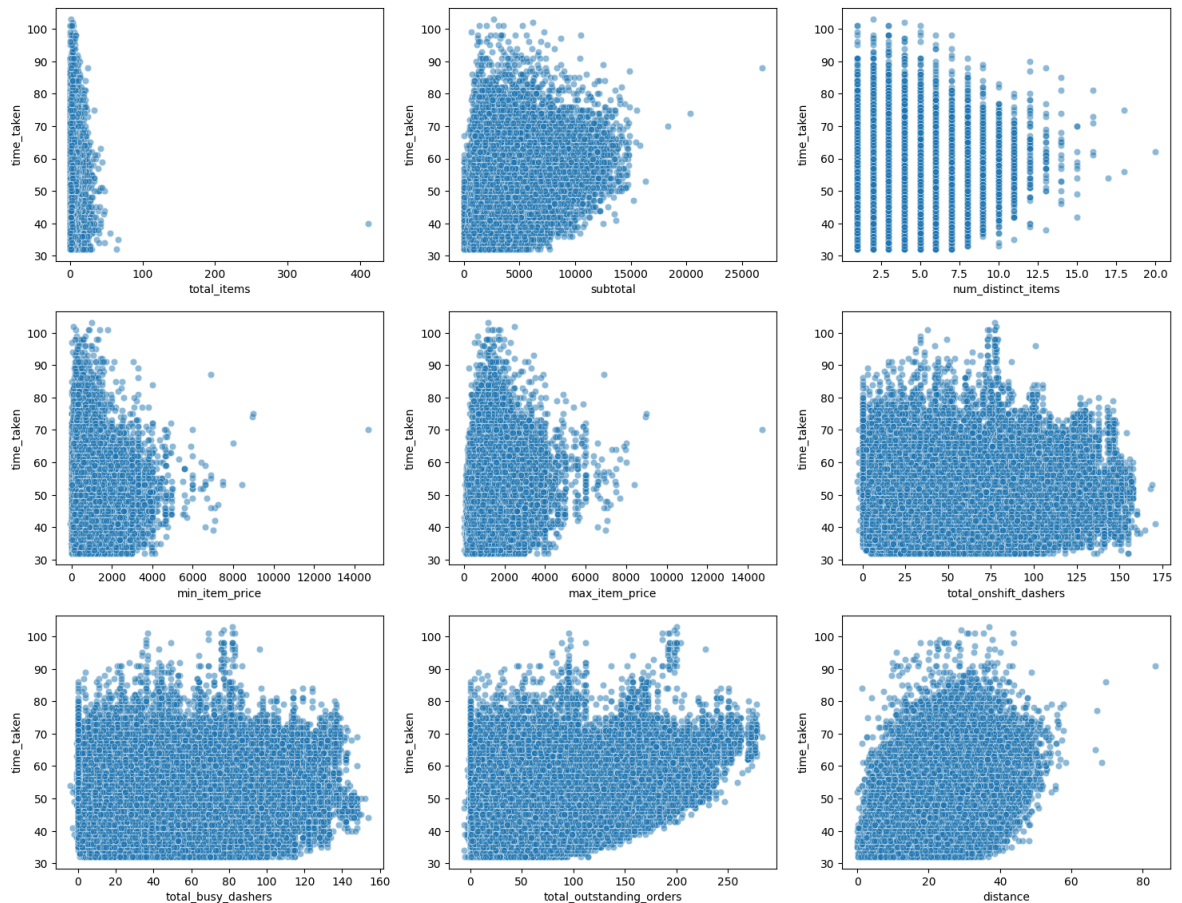 100
90
80
70
60
50
40
30
time_taken
0 100 200 300 400
total_items
100
90
80
70
60
50
40
30
time_taken
0 5000 10000 15000 20000 25000
subtotal
100
90
80
70
60
50
40
30
time_taken
2.5 5.0 7.5 10.0 12.5 15.0 17.5 20.0
num_distinct_items
100
90
80
70
60
50
40
30
time_taken
0 2000 4000 6000 8000 10000 12000 14000
min_item_price
100
90
80
70
60
50
40
30
time_taken
0 2000 4000 6000 8000 10000 12000 14000
max_item_price
100
90
80
70
60
50
40
30
time_taken
0 25 50 75 100 125 150 175
total_onshift_dashers
100
90
80
70
60
50
40
30
time_taken
0 20 40 60 80 100 120 140 160
total_busy_dashers
100
90
80
70
60
50
40
30
time_taken
0 50 100 150 200 250
total_outstanding_orders
100
90
80
70
60
50
40
30
time_taken
0 20 40 60 80
distance